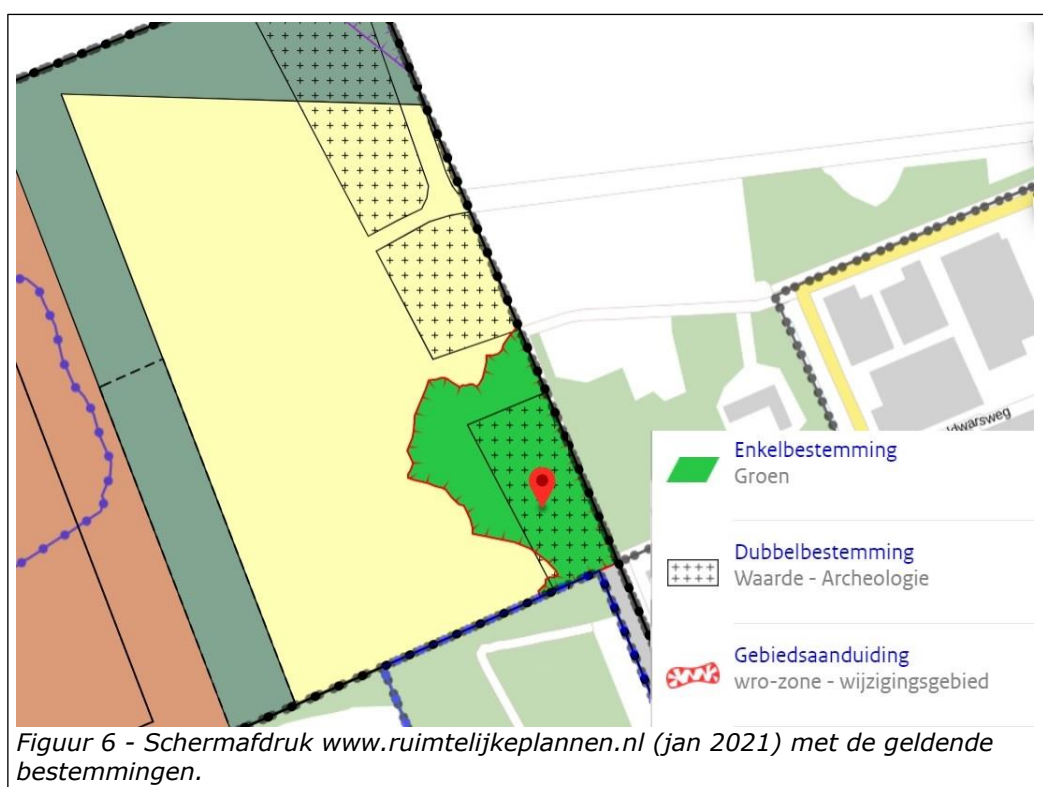 ldwarsweg
Enkelbestemming
Groen
Dubbelbestemming
Waarde - Archeologie
Gebiedsaanduiding
wro-zone - wijzigingsgebied
Figuur 6 - Schermafdruk www.ruimtelijkeplannen.nl (jan 2021) met de geldende
bestemmingen.